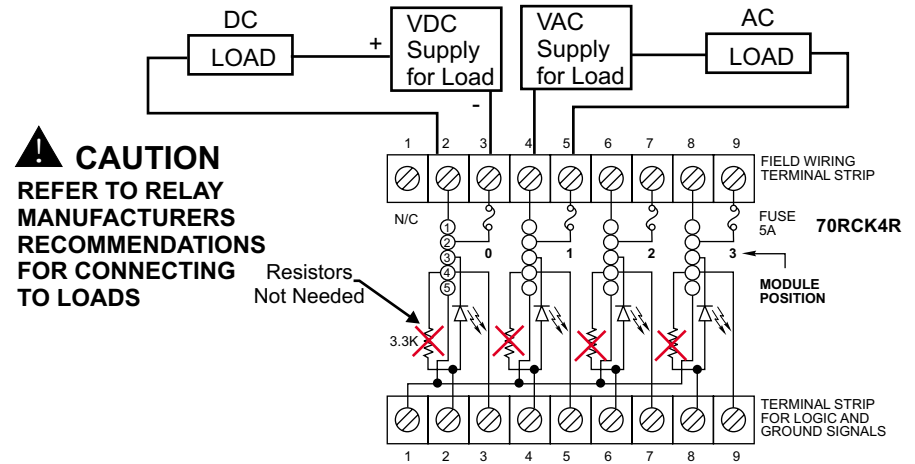 DC
LOAD
+
VDC
Supply
for Load
-
VAC
Supply
for Load
AC
LOAD
! CAUTION
REFER TO RELAY
MANUFACTURERS
RECOMMENDATIONS
FOR CONNECTING
TO LOADS
1 2 3 4 5 6 7 8 9
FIELD WIRING
TERMINAL STRIP
N/C
FUSE
5A
70RCK4R
1
2
3
4
5
0 1 2 3
MODULE
POSITION
Resistors
Not Needed
3.3K
TERMINAL STRIP
FOR LOGIC AND
GROUND SIGNALS
1 2 3 4 5 6 7 8 9